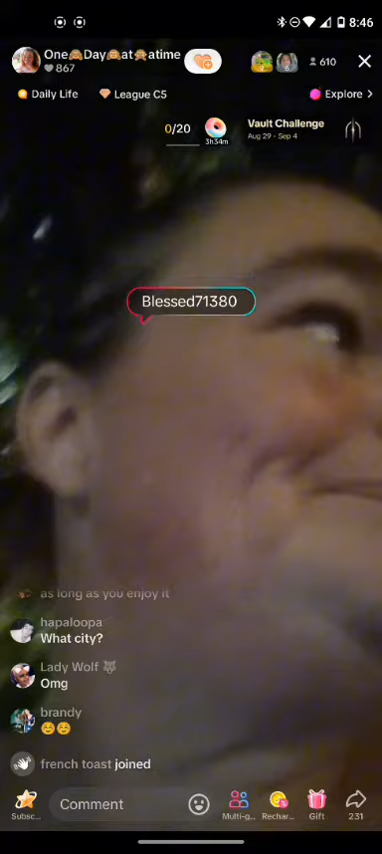 8:46
One🙈Day🙉at🙊atime
867
610
Daily Life
League C5
Explore >
0/20
3h34m
Vault Challenge
Aug 29 - Sep 4
Blessed71380
as long as you enjoy it
hapaloopa
What city?
Lady Wolf 🐺
Omg
brandy
☺️☺️
french toast joined
Subsc...
Comment
Multi-g...
Rechar...
Gift
231